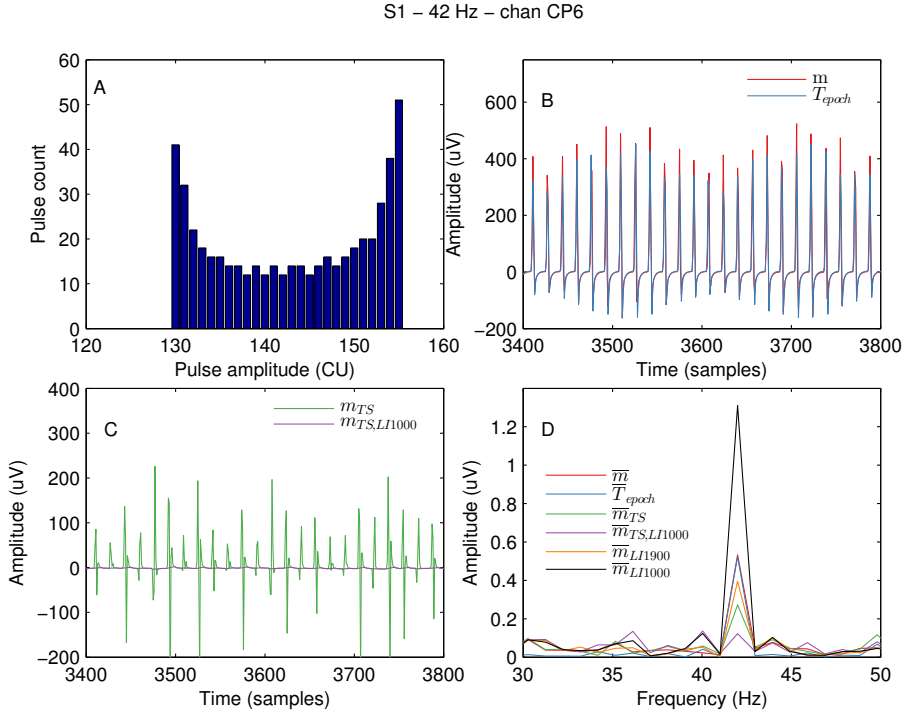 S1 − 42 Hz − chan CP6
A
60
50
40
30
20
10
0
Pulse count
120
130
140
150
160
Pulse amplitude (CU)
B
m
T_epoch
600
400
200
0
−200
Amplitude (uV)
3400
3500
3600
3700
3800
Time (samples)
C
m_TS
m_TS,LI1000
400
300
200
100
0
−100
−200
Amplitude (uV)
3400
3500
3600
3700
3800
Time (samples)
D
m̅
T̅_epoch
m̅_TS
m̅_TS,LI1000
m̅_LI1900
m̅_LI1000
1.2
1
0.8
0.6
0.4
0.2
0
Amplitude (uV)
30
35
40
45
50
Frequency (Hz)